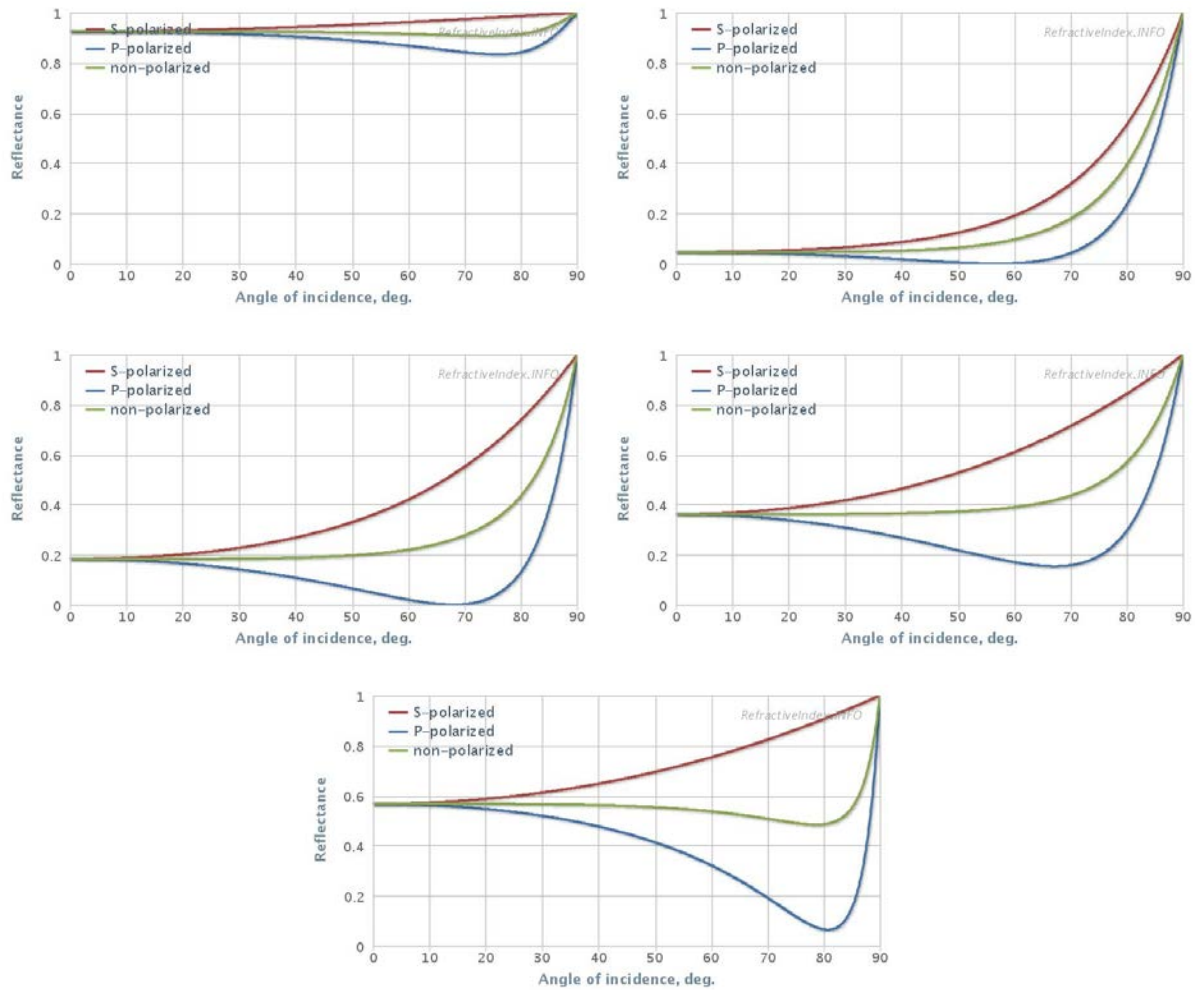 1
S-polarized
RefractiveIndex.INFO
P-polarized
0.8
non-polarized
0.6
Reflectance
0.4
0.2
0
0 10 20 30 40 50 60 70 80 90
Angle of incidence, deg.
1
S-polarized
RefractiveIndex.INFO
P-polarized
0.8
non-polarized
0.6
Reflectance
0.4
0.2
0
0 10 20 30 40 50 60 70 80 90
Angle of incidence, deg.
1
S-polarized
RefractiveIndex.INFO
P-polarized
0.8
non-polarized
0.6
Reflectance
0.4
0.2
0
0 10 20 30 40 50 60 70 80 90
Angle of incidence, deg.
1
S-polarized
RefractiveIndex.INFO
P-polarized
0.8
non-polarized
0.6
Reflectance
0.4
0.2
0
0 10 20 30 40 50 60 70 80 90
Angle of incidence, deg.
1
S-polarized
RefractiveIndex.INFO
P-polarized
0.8
non-polarized
0.6
Reflectance
0.4
0.2
0
0 10 20 30 40 50 60 70 80 90
Angle of incidence, deg.